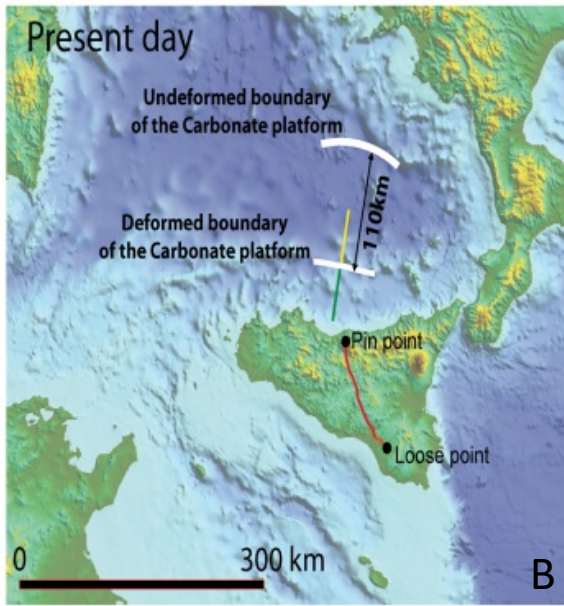 Present day
Undeformed boundary
of the Carbonate platform
110km
Deformed boundary
of the Carbonate platform
Pin point
Loose point
0 300 km
B